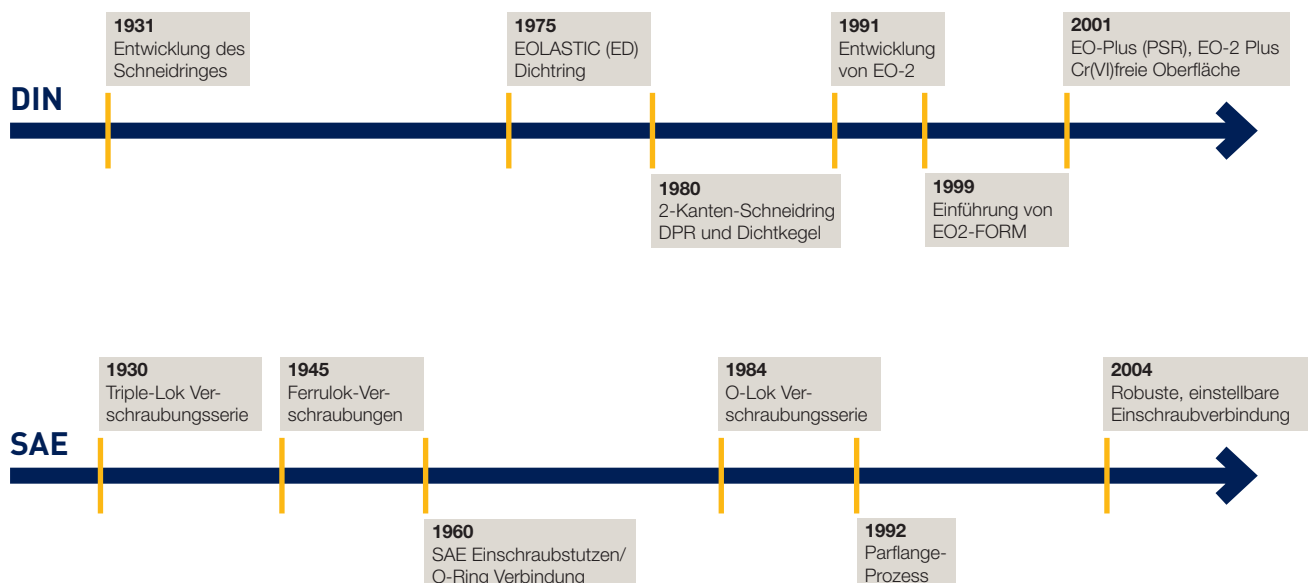 1931
Entwicklung des
Schneidringes
1975
EOLASTIC (ED)
Dichtring
1991
Entwicklung
von EO-2
2001
EO-Plus (PSR), EO-2 Plus
Cr(VI)freie Oberfläche
DIN
1980
2-Kanten-Schneidring
DPR und Dichtkegel
1999
Einführung von
EO2-FORM
1930
Triple-Lok Ver-
schraubungsserie
1945
Ferrulok-Ver-
schraubungen
1984
O-Lok Ver-
schraubungsserie
2004
Robuste, einstellbare
Einschraubverbindung
SAE
1960
SAE Einschraubstutzen/
O-Ring Verbindung
1992
Parflange-
Prozess